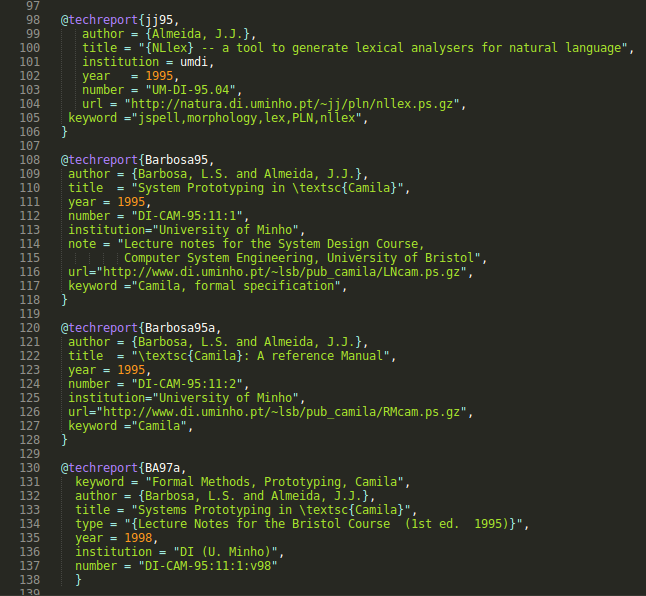 97
98 @techreport{jj95,
99 author = {Almeida, J.J.},
100 title = "{NLlex} -- a tool to generate lexical analysers for natural language",
101 institution = umdi,
102 year = 1995,
103 number = "UM-DI-95.04",
104 url = "http://natura.di.uminho.pt/~jj/pln/nllex.ps.gz",
105 keyword ="jspell,morphology,lex,PLN,nllex",
106 }
107
108 @techreport{Barbosa95,
109 author = {Barbosa, L.S. and Almeida, J.J.},
110 title = "System Prototyping in \textsc{Camila}",
111 year = 1995,
112 number = "DI-CAM-95:11:1",
113 institution="University of Minho",
114 note = "Lecture notes for the System Design Course,
115 Computer System Engineering, University of Bristol",
116 url="http://www.di.uminho.pt/~lsb/pub_camila/LNcam.ps.gz",
117 keyword ="Camila, formal specification",
118 }
119
120 @techreport{Barbosa95a,
121 author = {Barbosa, L.S. and Almeida, J.J.},
122 title = "\textsc{Camila}: A reference Manual",
123 year = 1995,
124 number = "DI-CAM-95:11:2",
125 institution="University of Minho",
126 url="http://www.di.uminho.pt/~lsb/pub_camila/RMcam.ps.gz",
127 keyword ="Camila",
128 }
129
130 @techreport{BA97a,
131 keyword = "Formal Methods, Prototyping, Camila",
132 author = {Barbosa, L.S. and Almeida, J.J.},
133 title = "Systems Prototyping in \textsc{Camila}",
134 type = "{Lecture Notes for the Bristol Course (1st ed. 1995)}",
135 year = 1998,
136 institution = "DI (U. Minho)",
137 number = "DI-CAM-95:11:1:v98"
138 }
139